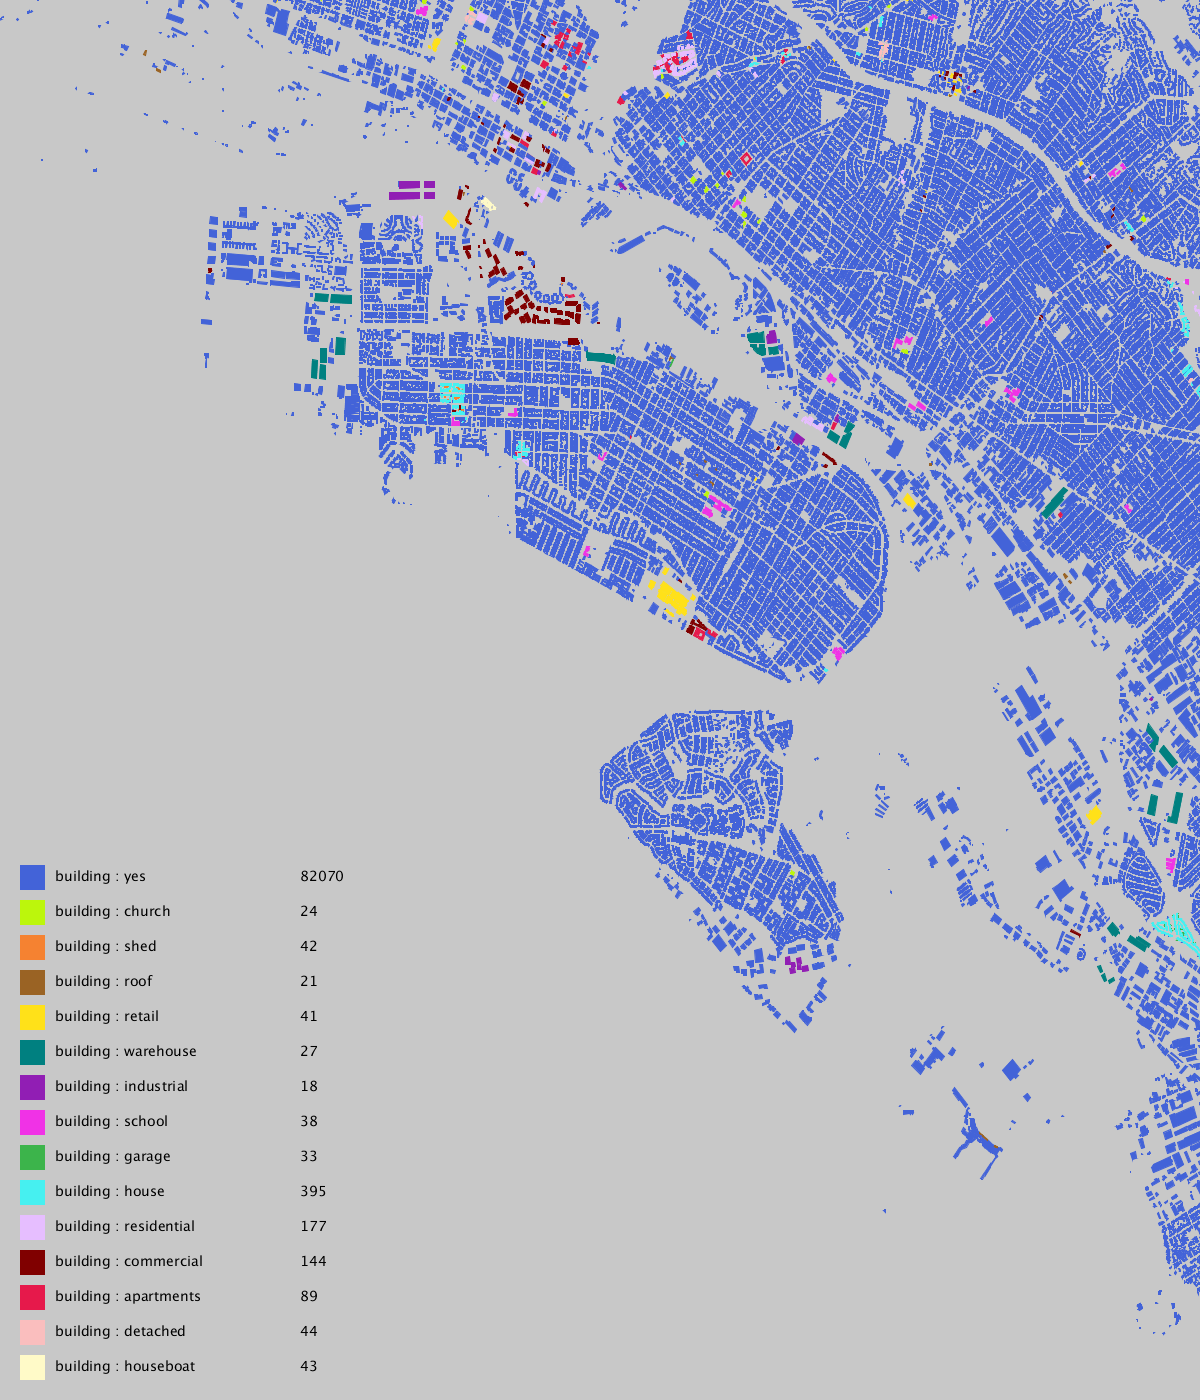 building : yes 82070
building : church 24
building : shed 42
building : roof 21
building : retail 41
building : warehouse 27
building : industrial 18
building : school 38
building : garage 33
building : house 395
building : residential 177
building : commercial 144
building : apartments 89
building : detached 44
building : houseboat 43